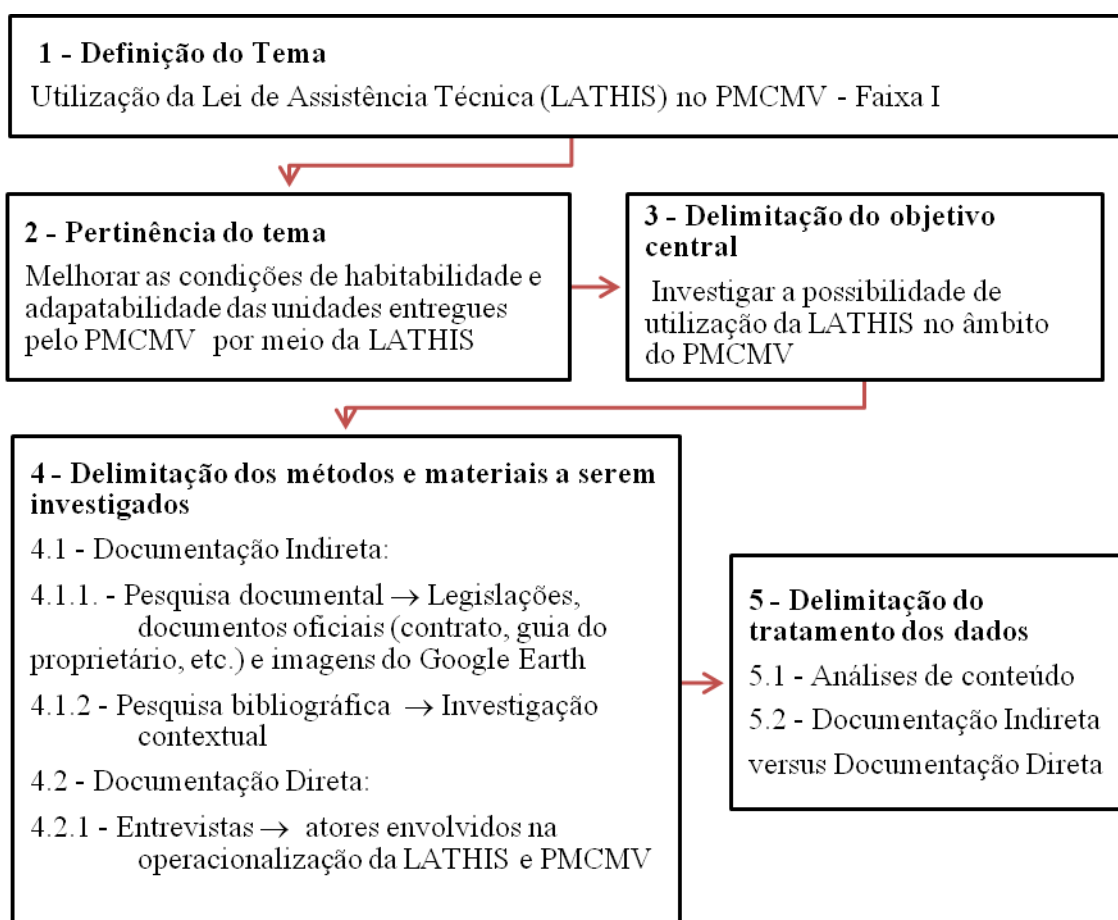 1 - Definição do Tema
Utilização da Lei de Assistência Técnica (LATHIS) no PMCMV - Faixa I
2 - Pertinência do tema
Melhorar as condições de habitabilidade e
adapatabilidade das unidades entregues
pelo PMCMV por meio da LATHIS
3 - Delimitação do objetivo
central
Investigar a possibilidade de
utilização da LATHIS no âmbito
do PMCMV
4 - Delimitação dos métodos e materiais a serem
investigados
4.1 - Documentação Indireta:
4.1.1. - Pesquisa documental → Legislações,
documentos oficiais (contrato, guia do
proprietário, etc.) e imagens do Google Earth
4.1.2 - Pesquisa bibliográfica → Investigação
contextual
4.2 - Documentação Direta:
4.2.1 - Entrevistas → atores envolvidos na
operacionalização da LATHIS e PMCMV
5 - Delimitação do
tratamento dos dados
5.1 - Análises de conteúdo
5.2 - Documentação Indireta
versus Documentação Direta